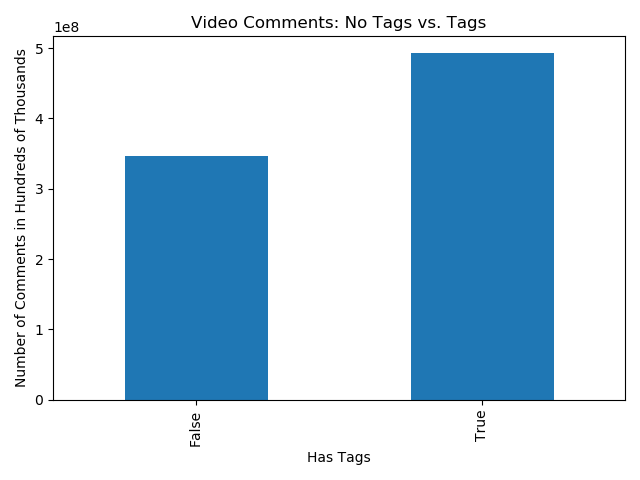 Video Comments: No Tags vs. Tags
1e8
Number of Comments in Hundreds of Thousands
5
4
3
2
1
0
False
True
Has Tags